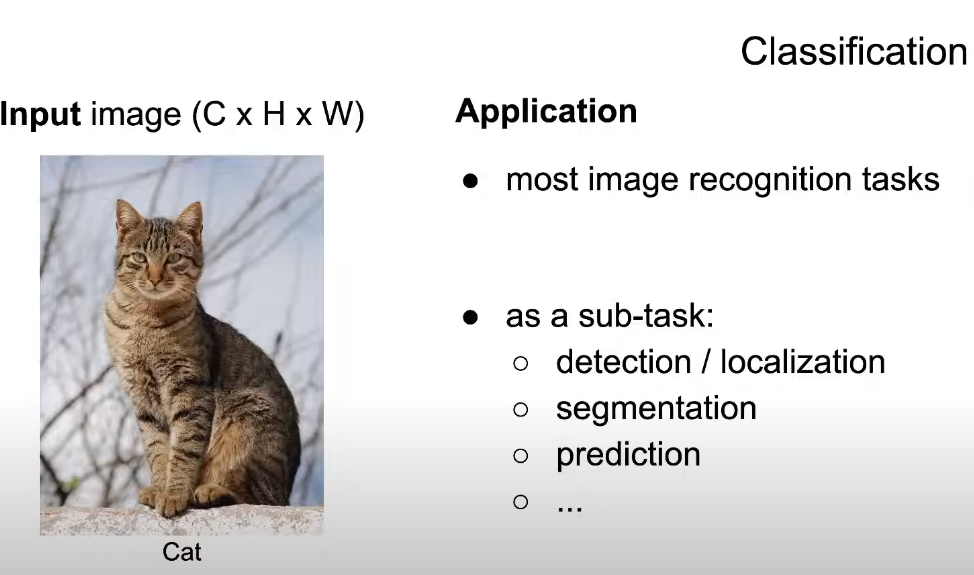 Classification
Input image (C x H x W)
Cat
Application
● most image recognition tasks
● as a sub-task:
○ detection / localization
○ segmentation
○ prediction
○ ...